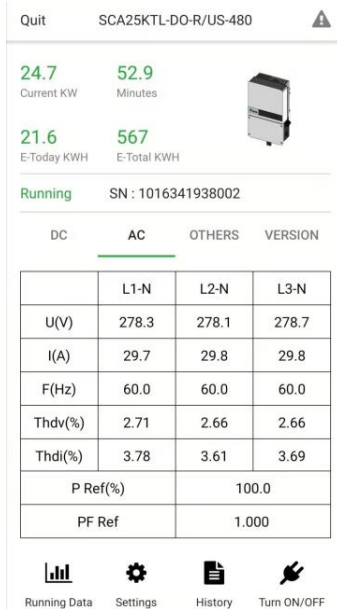 Quit SCA25KTL-DO-R/US-480
24.7 52.9
Current KW Minutes
21.6 567
E-Today KWH E-Total KWH
Running SN : 1016341938002
DC AC OTHERS VERSION
L1-N L2-N L3-N
U(V) 278.3 278.1 278.7
I(A) 29.7 29.8 29.8
F(Hz) 60.0 60.0 60.0
Thdv(%) 2.71 2.66 2.66
Thdi(%) 3.78 3.61 3.69
P Ref(%) 100.0
PF Ref 1.000
Running Data Settings History Turn ON/OFF